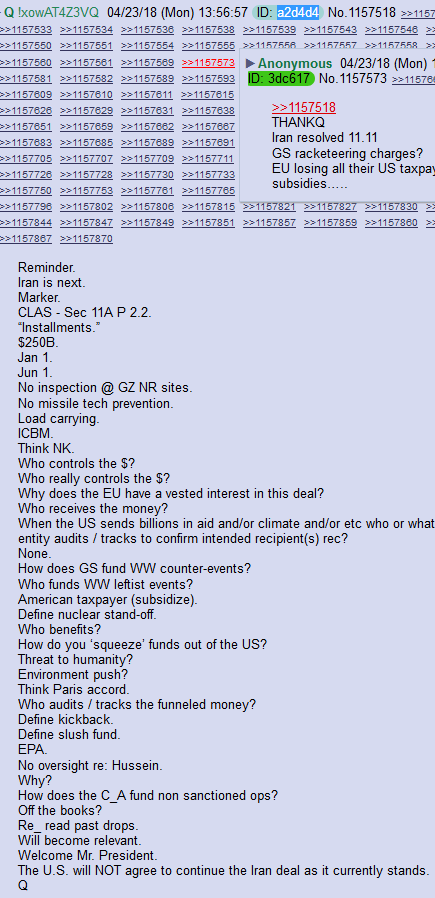 Q !xowAT4Z3VQ 04/23/18 (Mon) !3:56:57 ID: a2d4d4 No.1157518 >>1157
>>1157533 >>1157534 >>1157536 >>1157538 >>1157539 >>1157543 >>1157546 >>
>>1157550 >>1157551 >>1157554 >>1157555 >>1157556 >>1157557 >>1157558 >>
>>1157560 >>1157561 >>1157569 >>1157573
>>1157581 >>1157582 >>1157589 >>1157593
>>1157609 >>1157610 >>1157611 >>1157615
>>1157626 >>1157629 >>1157631 >>1157638
>>1157651 >>1157659 >>1157662 >>1157667
>>1157683 >>1157685 >>1157689 >>1157691
>>1157705 >>1157707 >>1157709 >>1157711
>>1157726 >>1157728 >>1157730 >>1157733
>>1157750 >>1157753 >>1157761 >>1157765
>>1157796 >>1157802 >>1157806 >>1157815 >>1157821 >>1157827 >>1157830 >>
>>1157844 >>1157847 >>1157849 >>1157851 >>1157857 >>1157859 >>1157860 >>
>>1157867 >>1157870
Anonymous 04/23/18 (Mon) 1
ID: 3dc617 No.1157573 >>11576
>>1157518
THANKQ
Iran resolved 11.11
GS racketeering charges?
EU losing all their US taxpay
subsidies.....
Reminder.
Iran is next.
Marker.
CLAS - Sec 11A P 2.2.
“Installments.”
$250B.
Jan 1.
Jun 1.
No inspection @ GZ NR sites.
No missile tech prevention.
Load carrying.
ICBM.
Think NK.
Who controls the $?
Who really controls the $?
Why does the EU have a vested interest in this deal?
Who receives the money?
When the US sends billions in aid and/or climate and/or etc who or what
entity audits / tracks to confirm intended recipient(s) rec?
None.
How does GS fund WW counter-events?
Who funds WW leftist events?
American taxpayer (subsidize).
Define nuclear stand-off.
Who benefits?
How do you ‘squeeze’ funds out of the US?
Threat to humanity?
Environment push?
Think Paris accord.
Who audits / tracks the funneled money?
Define kickback.
Define slush fund.
EPA.
No oversight re: Hussein.
Why?
How does the C_A fund non sanctioned ops?
Off the books?
Re_ read past drops.
Will become relevant.
Welcome Mr. President.
The U.S. will NOT agree to continue the Iran deal as it currently stands.
Q